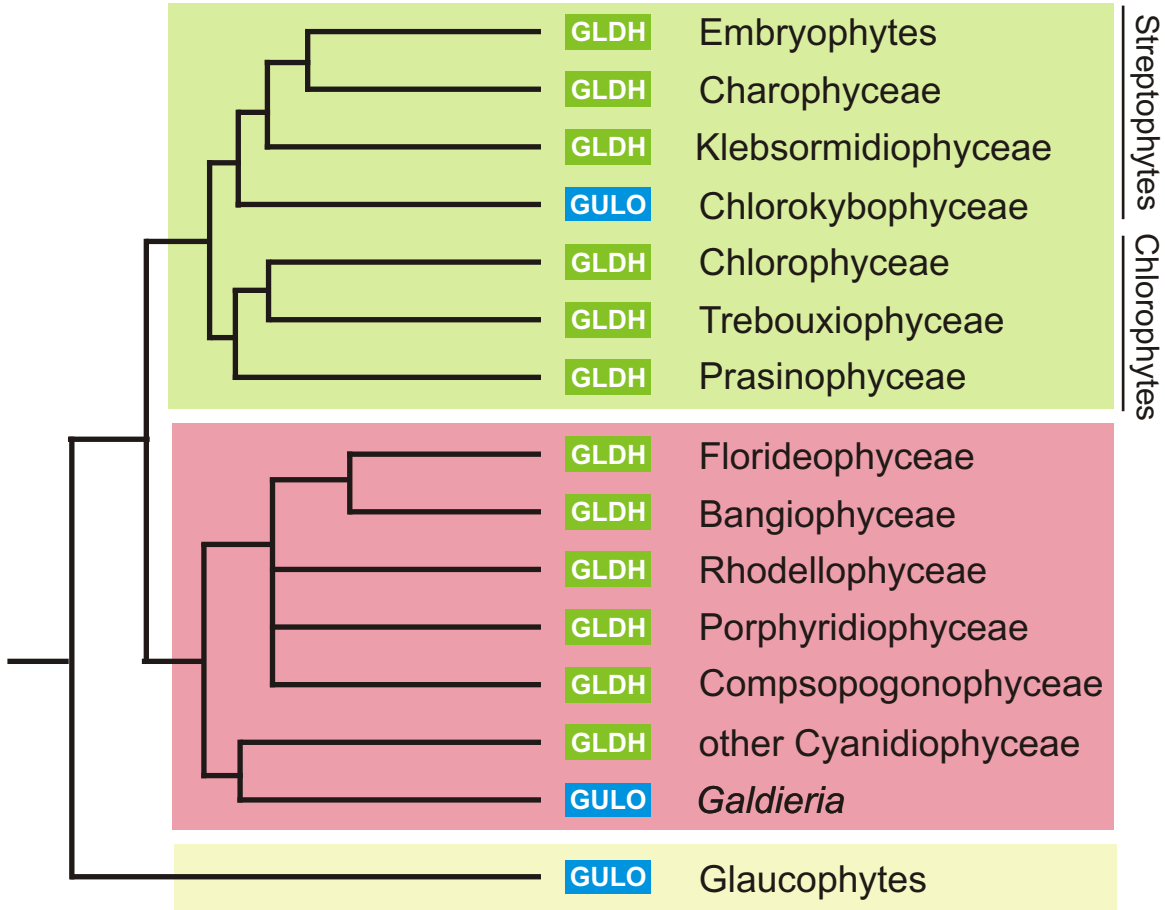 GLDH Embryophytes
GLDH Charophyceae
GLDH Klebsormidiophyceae
GULO Chlorokybophyceae
Streptophytes
GLDH Chlorophyceae
GLDH Trebouxiophyceae
GLDH Prasinophyceae
Chlorophytes
GLDH Florideophyceae
GLDH Bangiophyceae
GLDH Rhodellophyceae
GLDH Porphyridiophyceae
GLDH Compsopogonophyceae
GLDH other Cyanidiophyceae
GULO Galdieria
GULO Glaucophytes